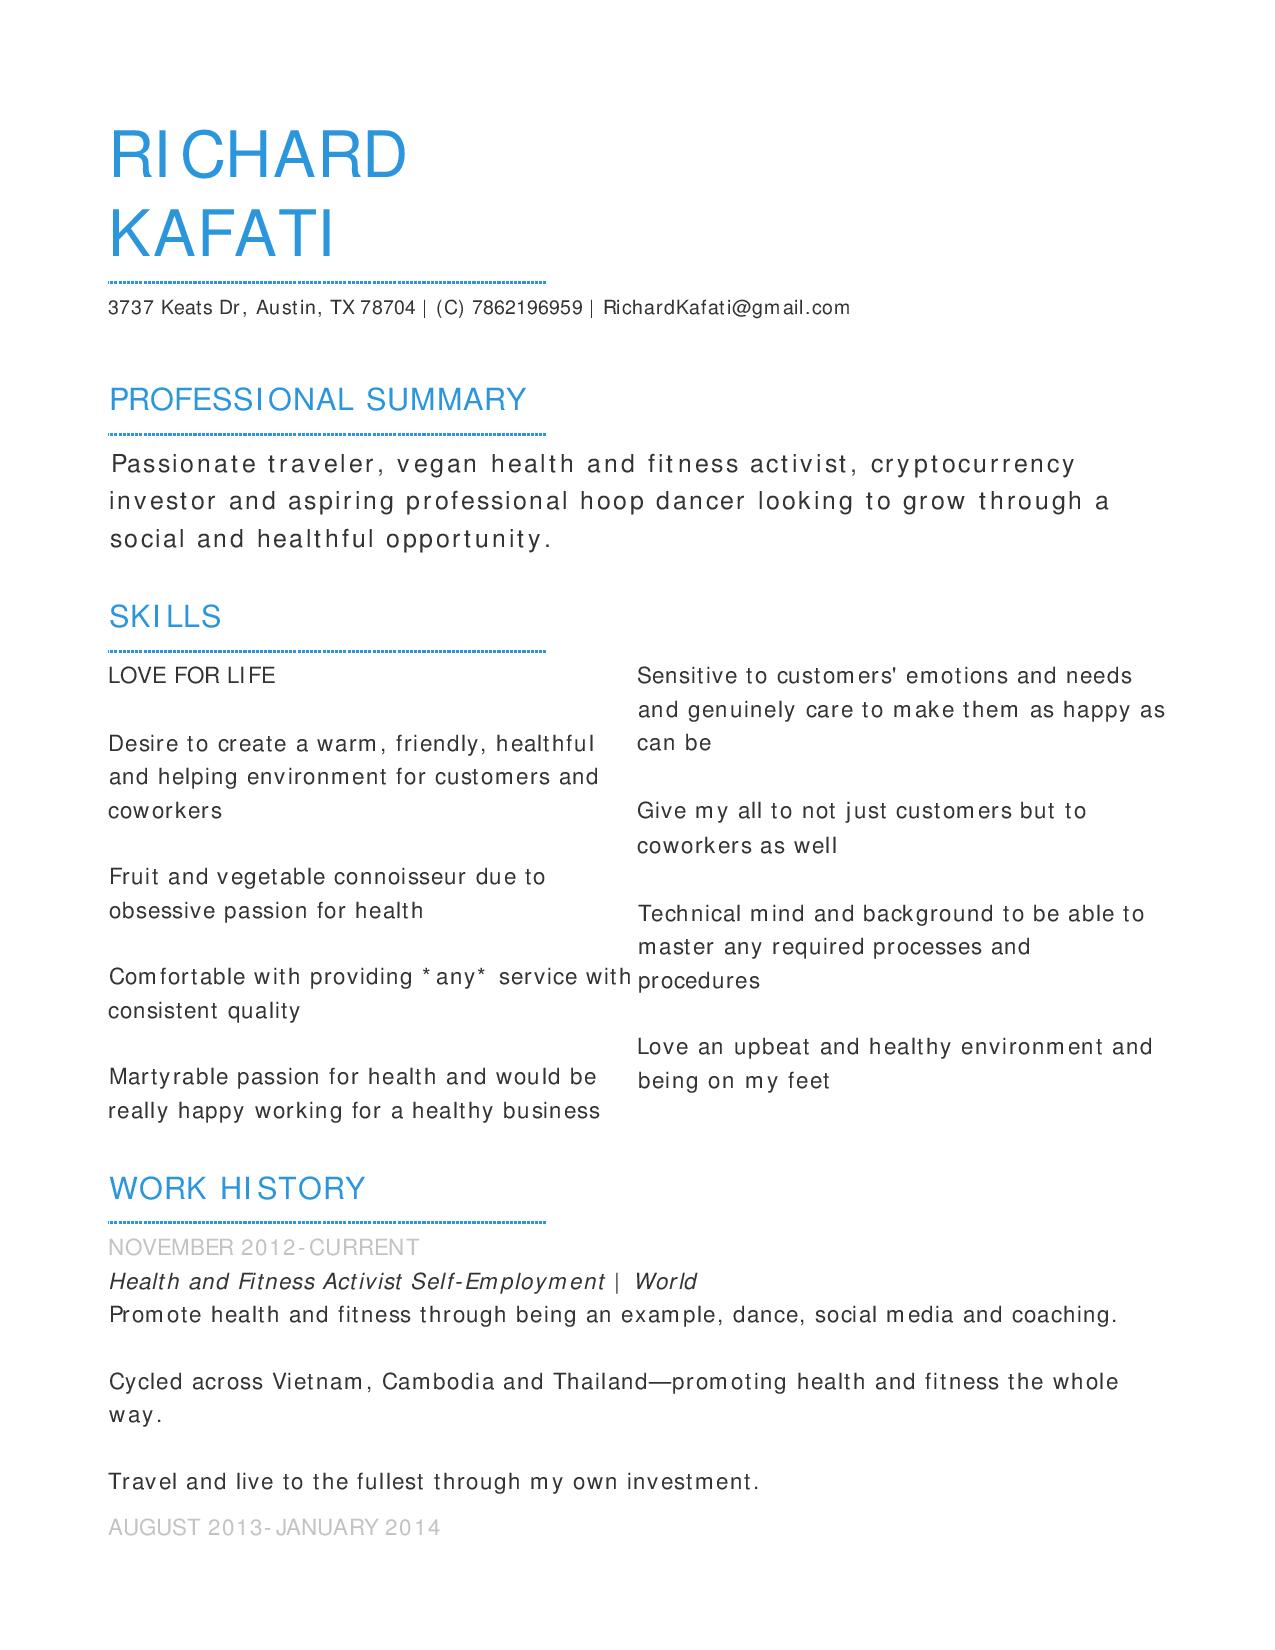 RICHARD
KAFATI
3737 Keats Dr, Austin, TX 78704 | (C) 7862196959 | RichardKafati@gmail.com
PROFESSIONAL SUMMARY
Passionate traveler, vegan health and fitness activist, cryptocurrency
investor and aspiring professional hoop dancer looking to grow through a
social and healthful opportunity.
SKILLS
LOVE FOR LIFE
Desire to create a warm, friendly, healthful
and helping environment for customers and
coworkers
Fruit and vegetable connoisseur due to
obsessive passion for health
Comfortable with providing *any* service with
consistent quality
Martyrable passion for health and would be
really happy working for a healthy business
Sensitive to customers' emotions and needs
and genuinely care to make them as happy as
can be
Give my all to not just customers but to
coworkers as well
Technical mind and background to be able to
master any required processes and
procedures
Love an upbeat and healthy environment and
being on my feet
WORK HISTORY
NOVEMBER 2012-CURRENT
Health and Fitness Activist Self-Employment | World
Promote health and fitness through being an example, dance, social media and coaching.
Cycled across Vietnam, Cambodia and Thailand—promoting health and fitness the whole
way.
Travel and live to the fullest through my own investment.
AUGUST 2013-JANUARY 2014